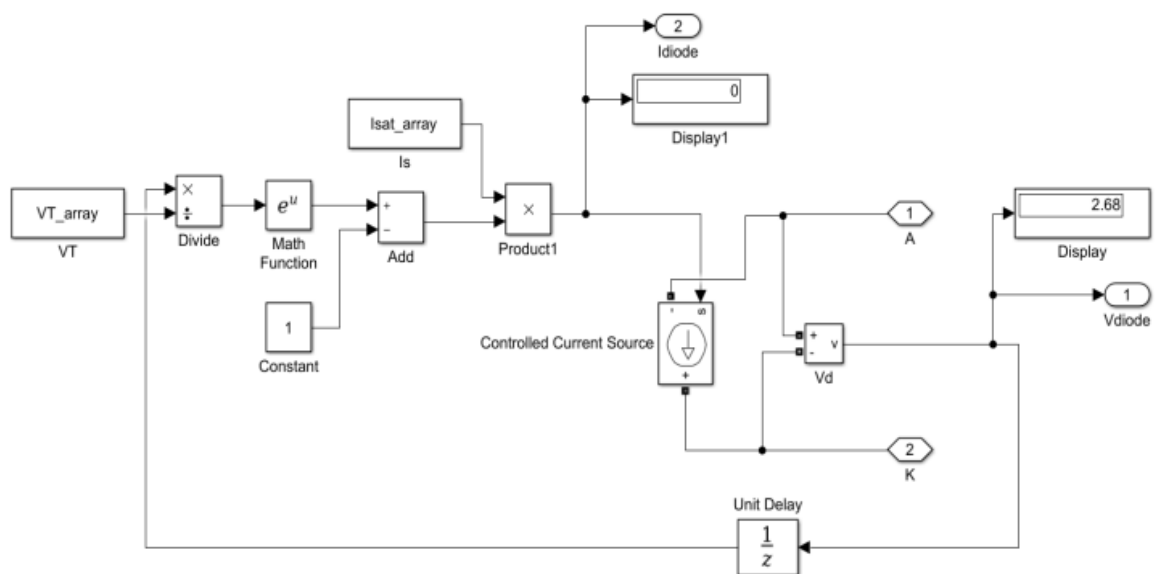 2
Idiode
0
Display1
Isat_array
Is
VT_array
VT
×
÷
Divide
eᵘ
Math
Function
+
−
Add
×
Product1
1
A
2.68
Display
1
Vdiode
1
Constant
Controlled Current Source
-
s
+
+
-
v
Vd
2
K
Unit Delay
1
z